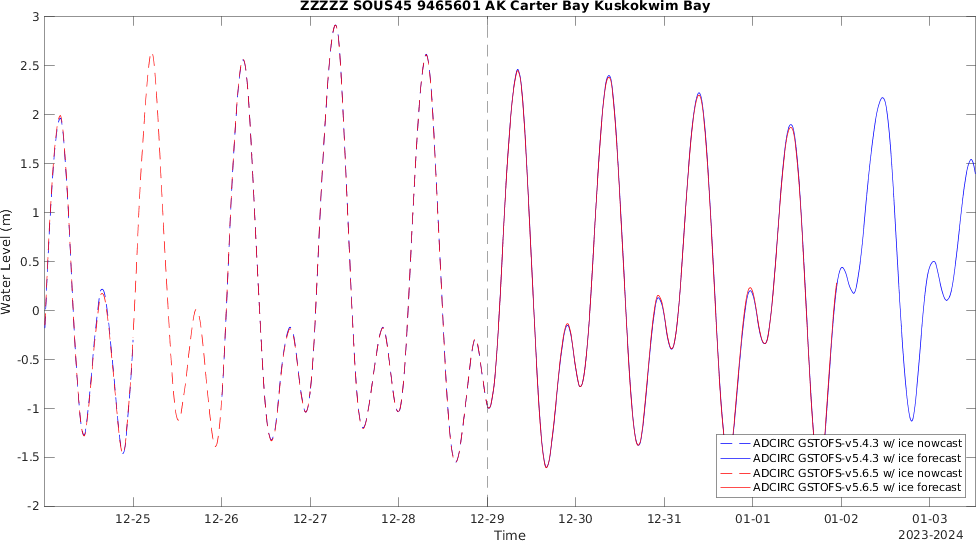 ZZZZZ SOUS45 9465601 AK Carter Bay Kuskokwim Bay
Water Level (m)
3
2.5
2
1.5
1
0.5
0
-0.5
-1
-1.5
-2
ADCIRC GSTOFS-v5.4.3 w/ ice nowcast
ADCIRC GSTOFS-v5.4.3 w/ ice forecast
ADCIRC GSTOFS-v5.6.5 w/ ice nowcast
ADCIRC GSTOFS-v5.6.5 w/ ice forecast
12-25 12-26 12-27 12-28 12-29 12-30 12-31 01-01 01-02 01-03
Time
2023-2024